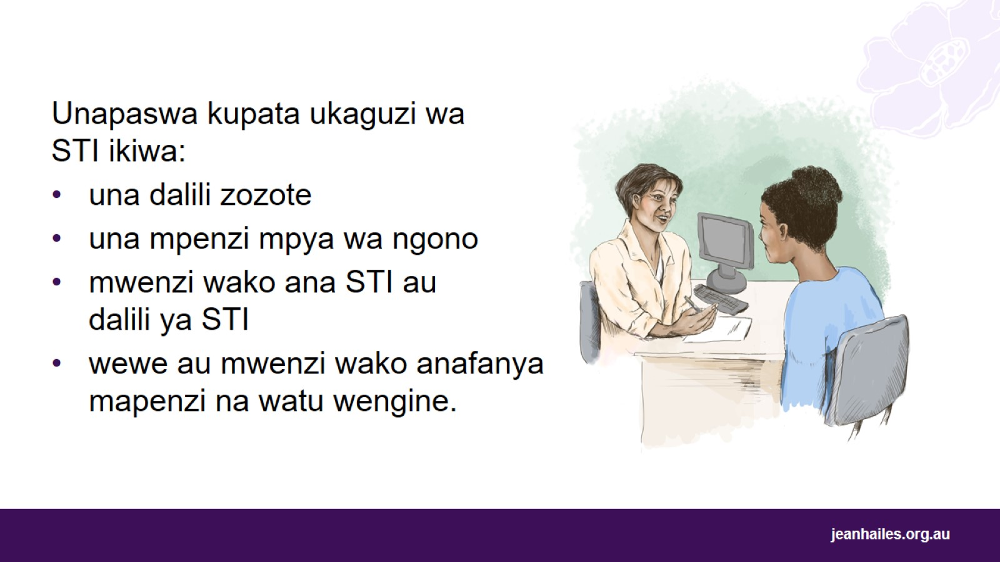 Unapaswa kupata ukaguzi wa
STI ikiwa:
• una dalili zozote
• una mpenzi mpya wa ngono
• mwenzi wako ana STI au
dalili ya STI
• wewe au mwenzi wako anafanya
mapenzi na watu wengine.
jeanhailes.org.au